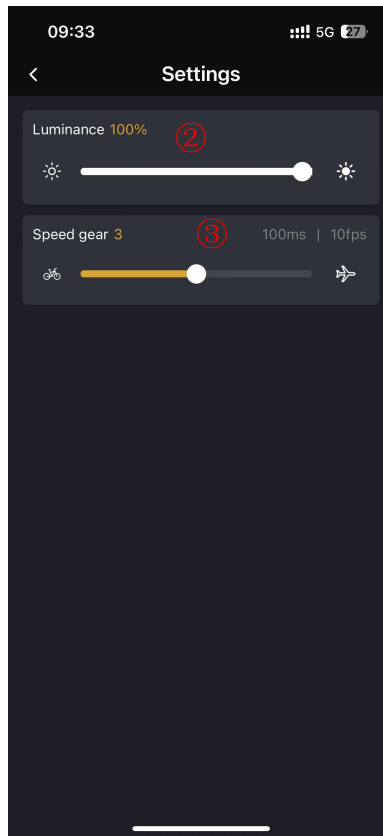 09:33 5G 27
Settings
Luminance 100% ②
Speed gear 3 ③ 100ms | 10fps